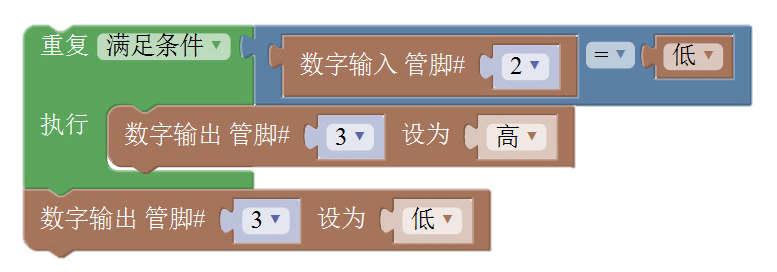 重复 满足条件 数字输入 管脚# 2 = 低
执行 数字输出 管脚# 3 设为 高
数字输出 管脚# 3 设为 低